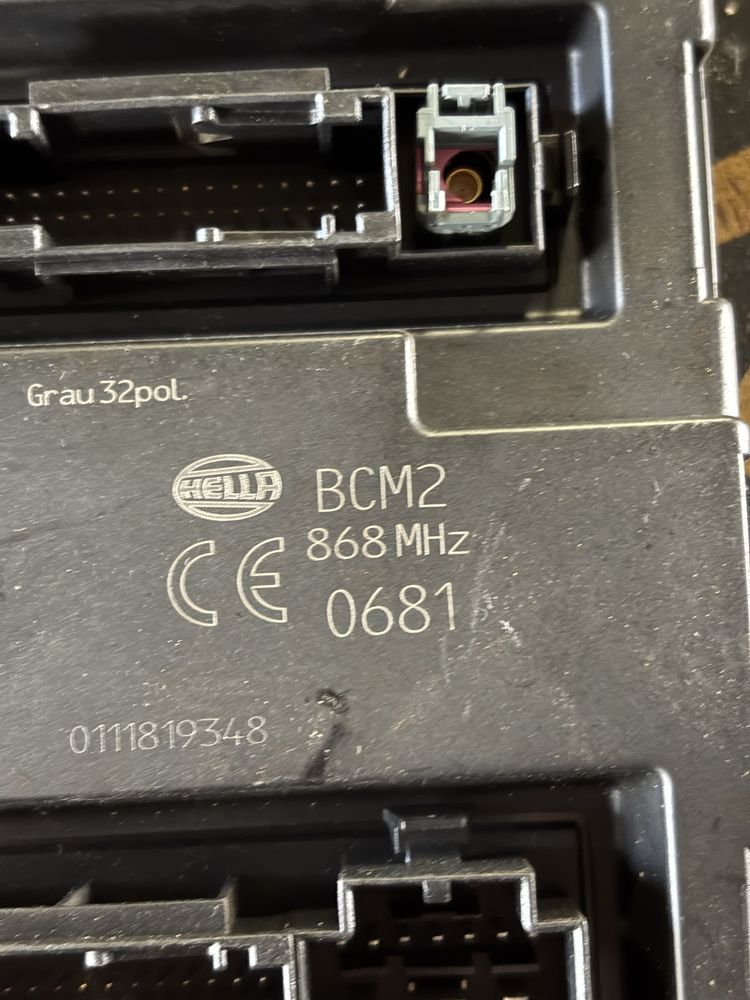 Grau 32pol.
HELLA BCM2
868 MHz
CE 0681
0111819348